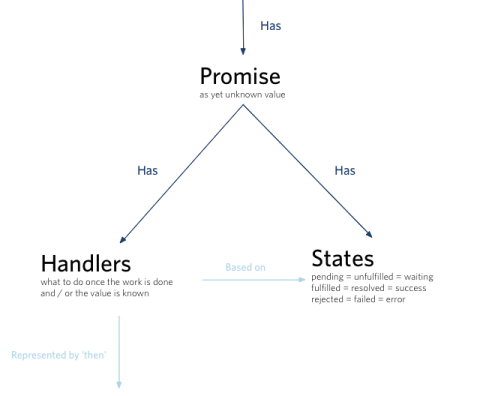 Has
Promise
as yet unknown value
Has
Has
Handlers
what to do once the work is done
and / or the value is known
Based on
States
pending = unfulfilled = waiting
fulfilled = resolved = success
rejected = failed = error
Represented by 'then'